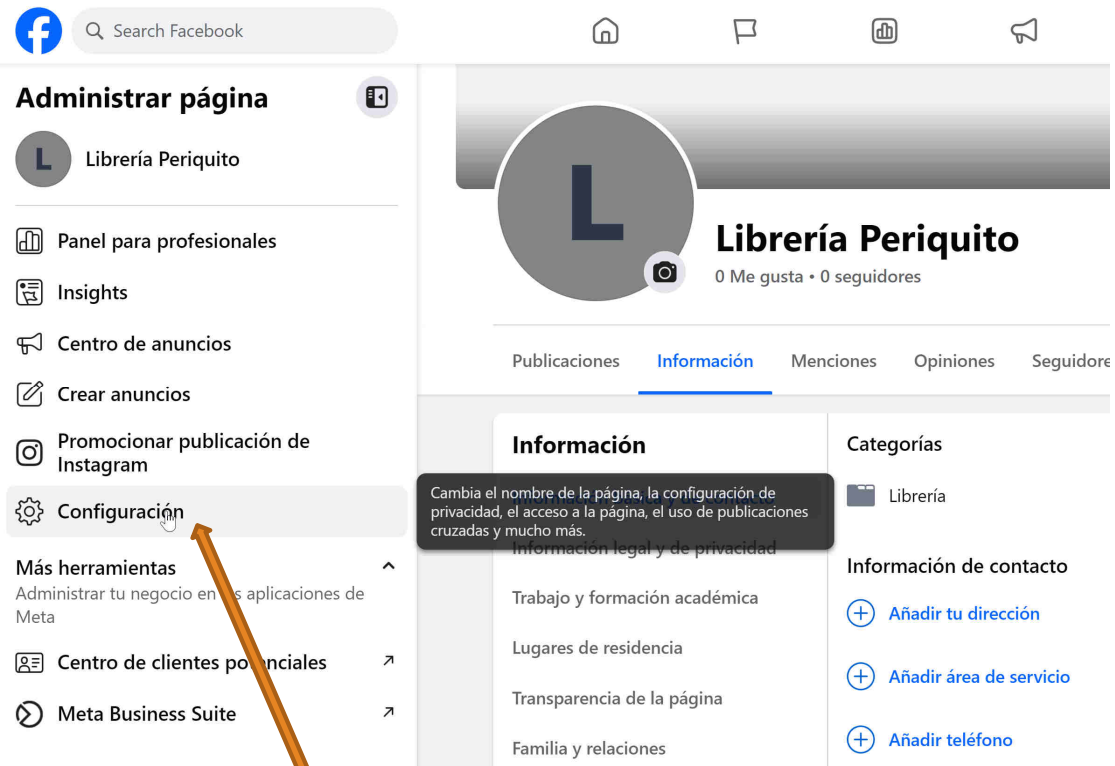 Search Facebook
Administrar página
L
Librería Periquito
Panel para profesionales
Insights
Centro de anuncios
Crear anuncios
Promocionar publicación de
Instagram
Configuración
Más herramientas
Administrar tu negocio en aplicaciones de
Meta
Centro de clientes potenciales
Meta Business Suite
L
Librería Periquito
0 Me gusta • 0 seguidores
Publicaciones
Información
Menciones
Opiniones
Seguidore
Información
Cambia el nombre de la página, la configuración de
privacidad, el acceso a la página, el uso de publicaciones
cruzadas y mucho más.
Información legal y de privacidad
Trabajo y formación académica
Lugares de residencia
Transparencia de la página
Familia y relaciones
Categorías
Librería
Información de contacto
Añadir tu dirección
Añadir área de servicio
Añadir teléfono